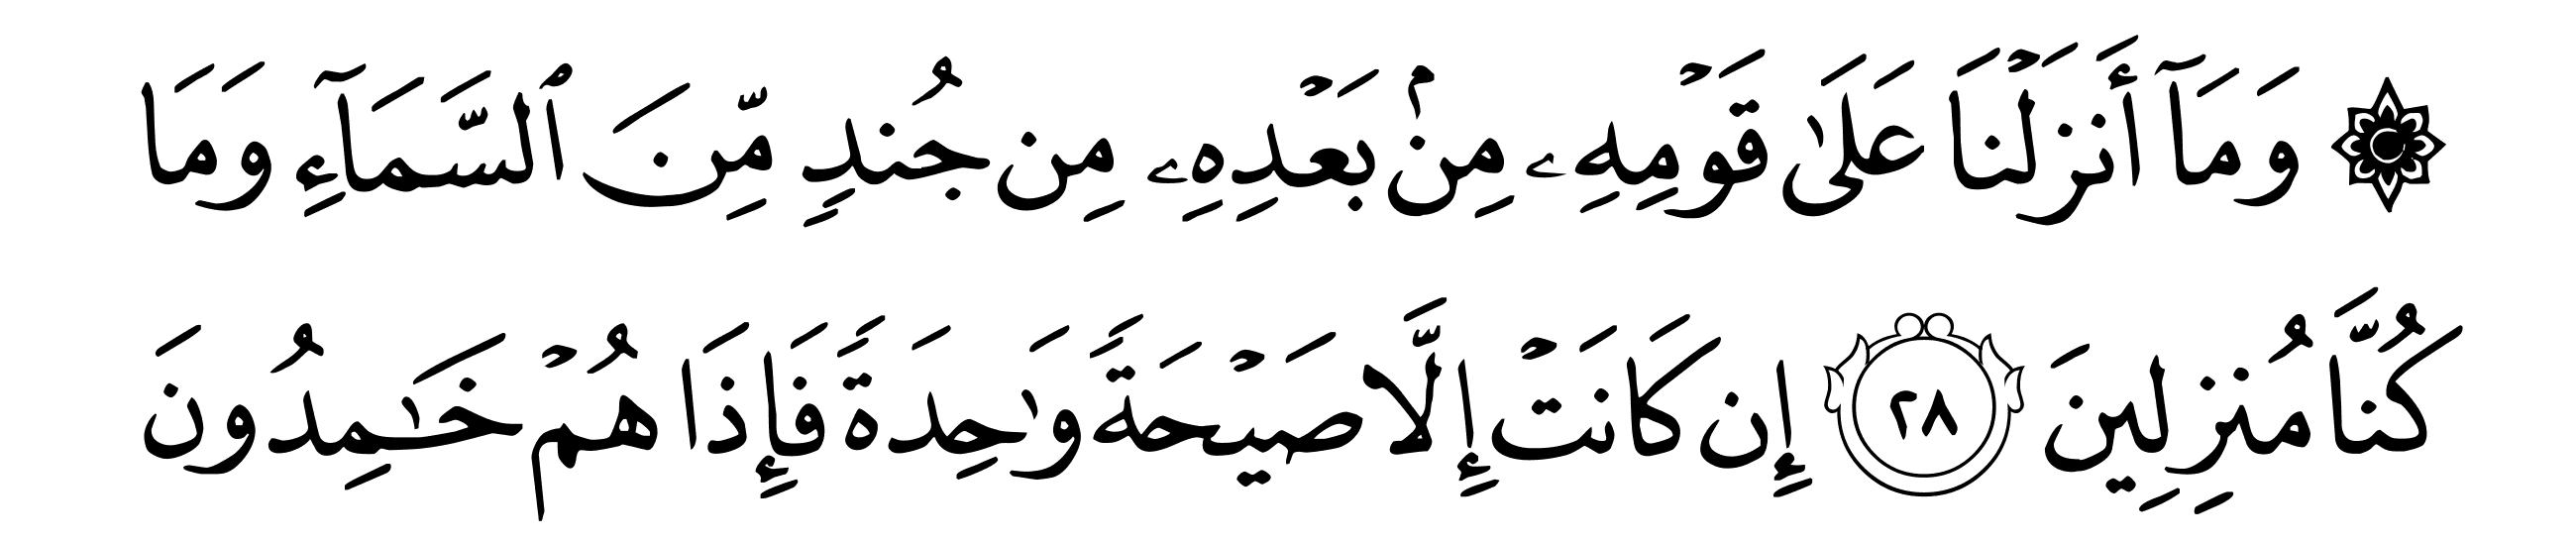 ۞ وَمَآ أَنزَلۡنَا عَلَىٰ قَوۡمِهِۦ مِنۢ بَعۡدِهِۦ مِن جُندٖ مِّنَ ٱلسَّمَآءِ وَمَا
كُنَّا مُنزِلِينَ ٢٨ إِن كَانَتۡ إِلَّا صَيۡحَةٗ وَٰحِدَةٗ فَإِذَا هُمۡ خَٰمِدُونَ